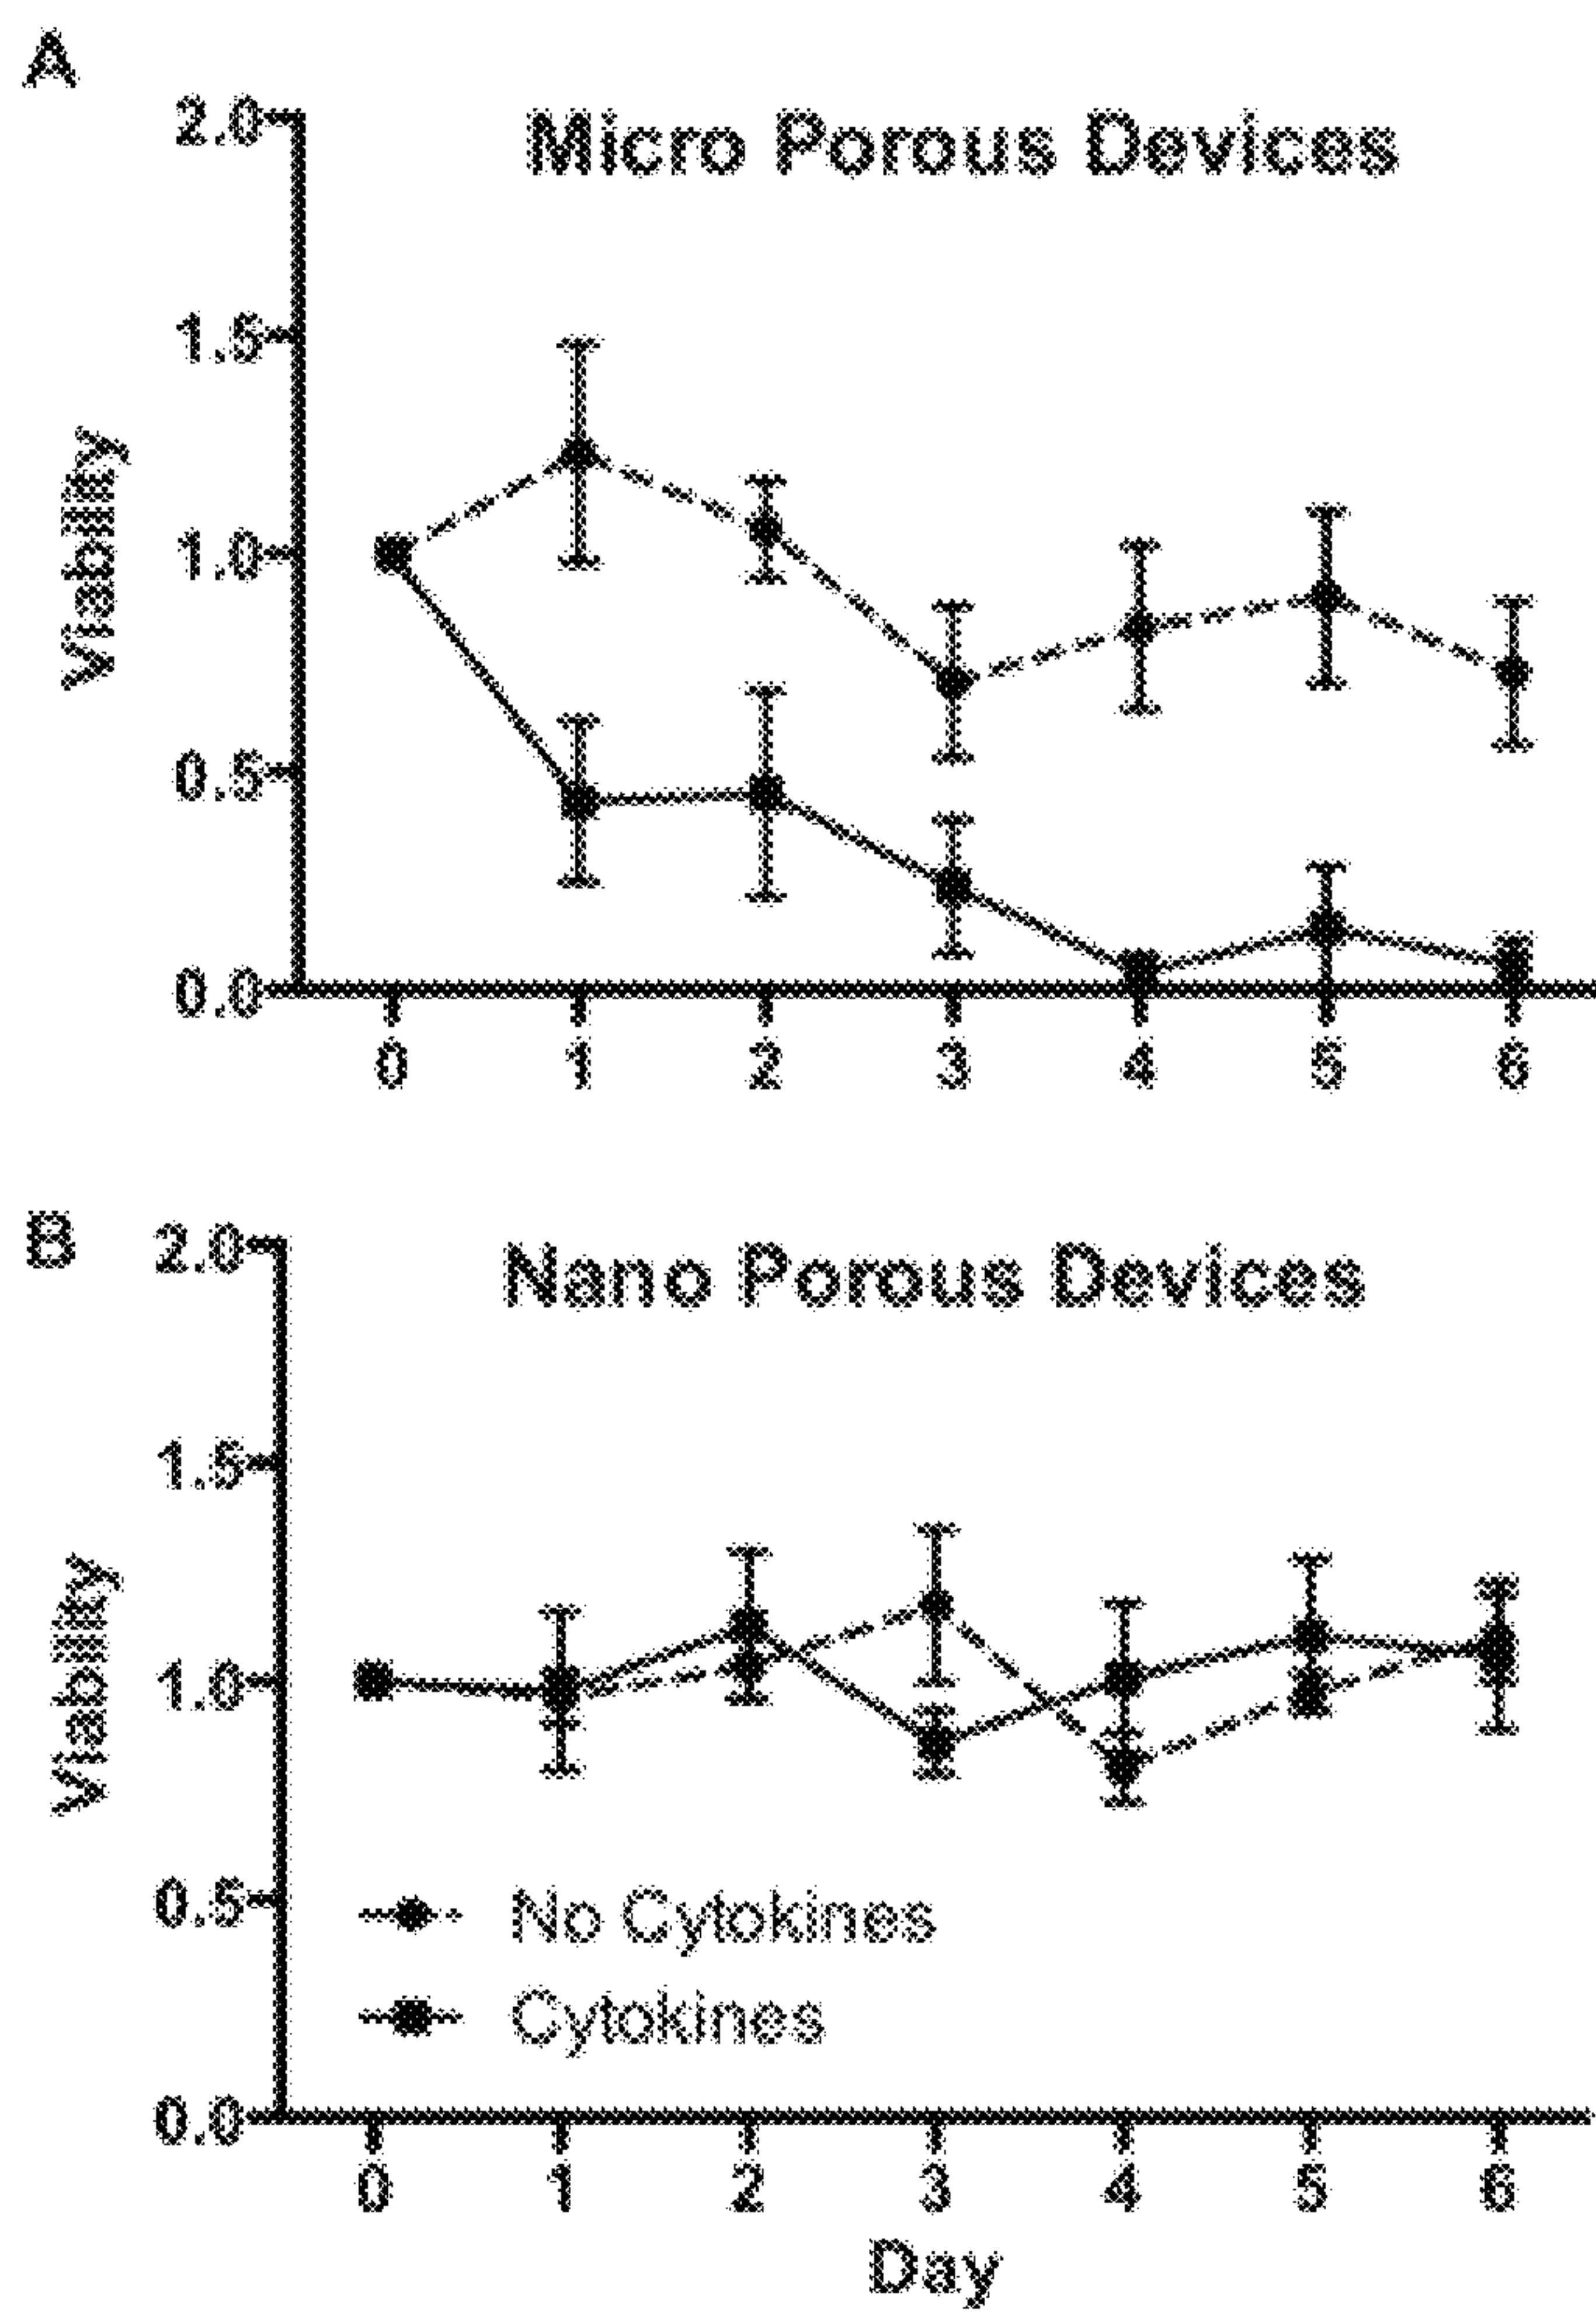 A
Micro Porous Devices
2.0
1.5
1.0
0.5
0.0
Viability
0 1 2 3 4 5 6
B
Nano Porous Devices
2.0
1.5
1.0
0.5
0.0
Viability
No Cytokines
Cytokines
0 1 2 3 4 5 6
Day